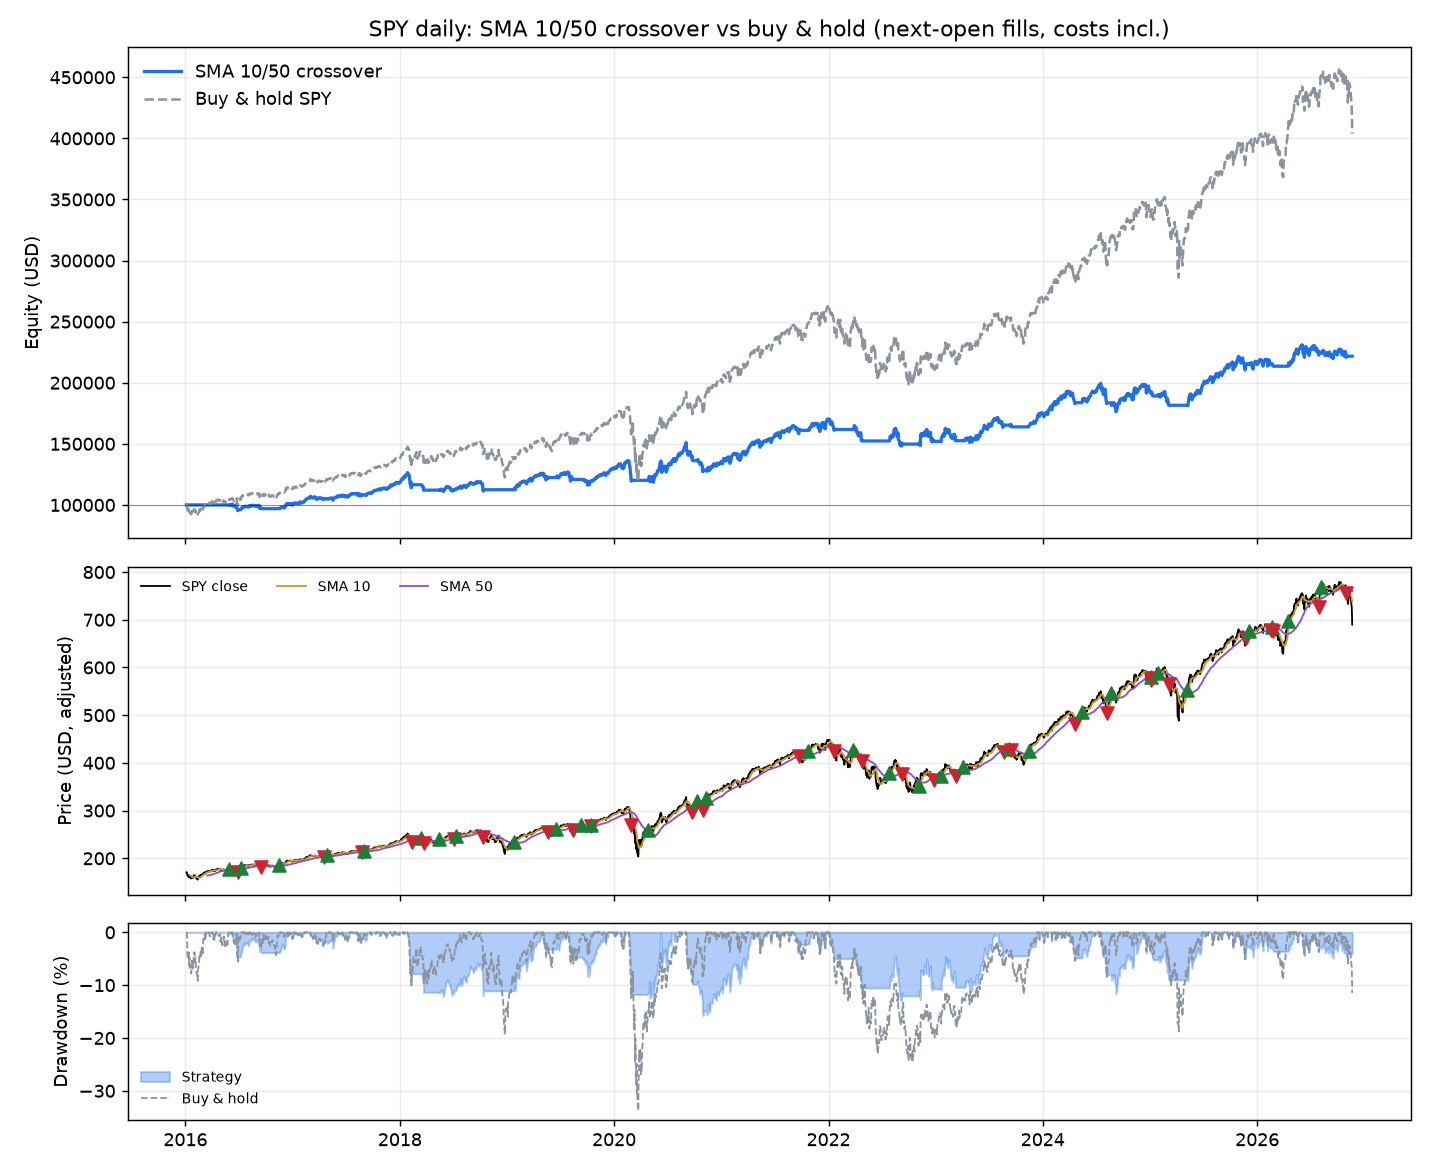 SPY daily: SMA 10/50 crossover vs buy & hold (next-open fills, costs incl.)
SMA 10/50 crossover
Buy & hold SPY
Equity (USD)
450000
400000
350000
300000
250000
200000
150000
100000
SPY close
SMA 10
SMA 50
Price (USD, adjusted)
800
700
600
500
400
300
200
Drawdown (%)
0
−10
−20
−30
Strategy
Buy & hold
2016
2018
2020
2022
2024
2026